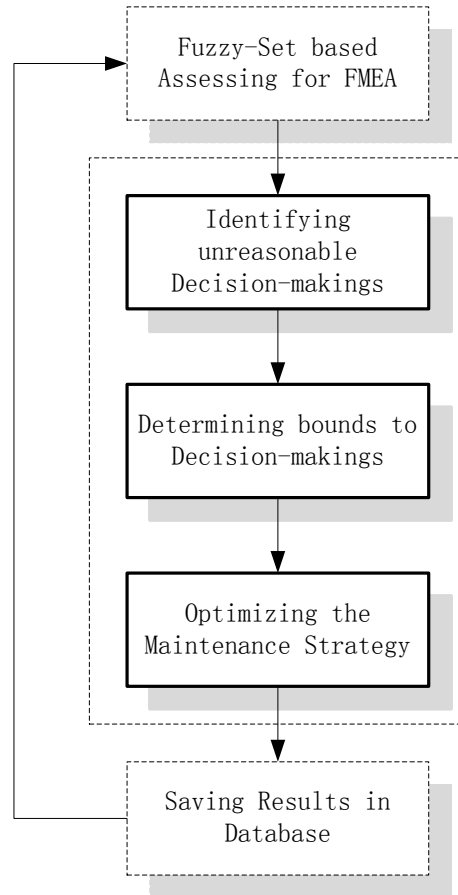 Fuzzy-Set based
Assessing for FMEA
Identifying
unreasonable
Decision-makings
Determining bounds to
Decision-makings
Optimizing the
Maintenance Strategy
Saving Results in
Database